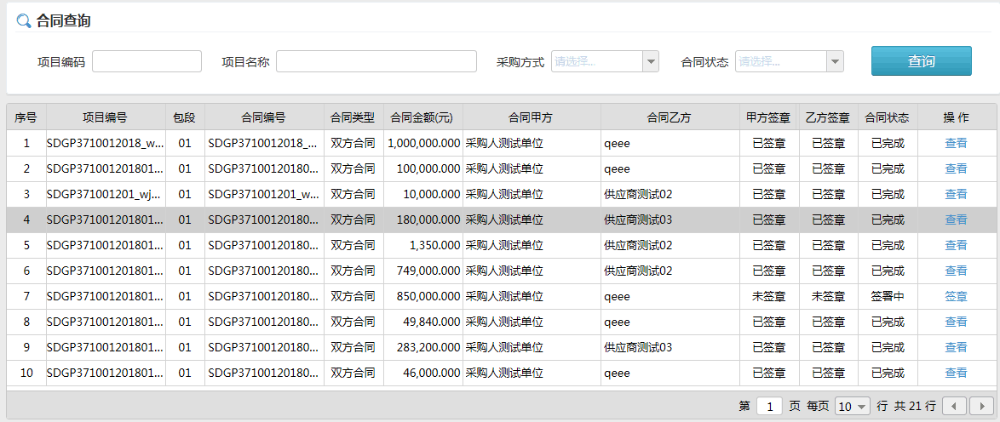 合同查询
项目编码 项目名称 采购方式 请选择... 合同状态 请选择... 查询
序号 项目编号 包段 合同编号 合同类型 合同金额(元) 合同甲方 合同乙方 甲方签章 乙方签章 合同状态 操 作
1 SDGP3710012018_w... 01 SDGP3710012018_... 双方合同 1,000,000.000 采购人测试单位 qeee 已签章 已签章 已完成 查看
2 SDGP371001201801... 01 SDGP37100120180... 双方合同 100,000.000 采购人测试单位 qeee 已签章 已签章 已完成 查看
3 SDGP371001201_wj... 01 SDGP371001201_w... 双方合同 10,000.000 采购人测试单位 供应商测试02 已签章 已签章 已完成 查看
4 SDGP371001201801... 01 SDGP37100120180... 双方合同 180,000.000 采购人测试单位 供应商测试03 已签章 已签章 已完成 查看
5 SDGP371001201801... 01 SDGP37100120180... 双方合同 1,350.000 采购人测试单位 供应商测试02 已签章 已签章 已完成 查看
6 SDGP371001201801... 01 SDGP37100120180... 双方合同 749,000.000 采购人测试单位 供应商测试02 已签章 已签章 已完成 查看
7 SDGP371001201801... 01 SDGP37100120180... 双方合同 850,000.000 采购人测试单位 qeee 未签章 未签章 签署中 签章
8 SDGP371001201801... 01 SDGP37100120180... 双方合同 49,840.000 采购人测试单位 qeee 已签章 已签章 已完成 查看
9 SDGP371001201801... 01 SDGP37100120180... 双方合同 283,200.000 采购人测试单位 供应商测试03 已签章 已签章 已完成 查看
10 SDGP371001201801... 01 SDGP37100120180... 双方合同 46,000.000 采购人测试单位 qeee 已签章 已签章 已完成 查看
第 1 页 每页 10 行 共 21 行